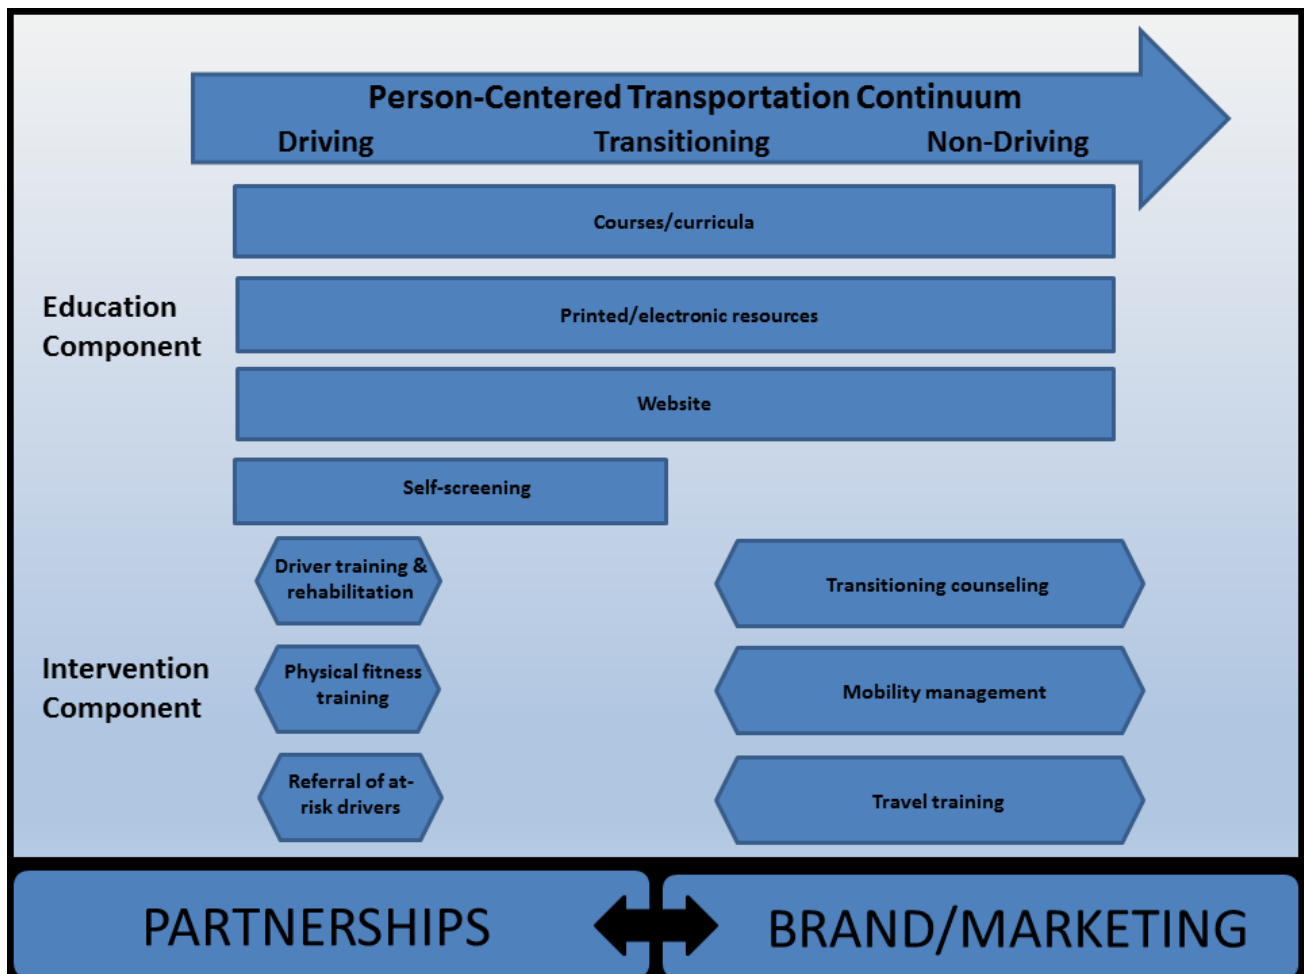 Person-Centered Transportation Continuum
Driving Transitioning Non-Driving
Courses/curricula
Education
Component
Printed/electronic resources
Website
Self-screening
Driver training &
rehabilitation
Transitioning counseling
Intervention
Component
Physical fitness
training
Mobility management
Referral of at-
risk drivers
Travel training
PARTNERSHIPS
BRAND/MARKETING